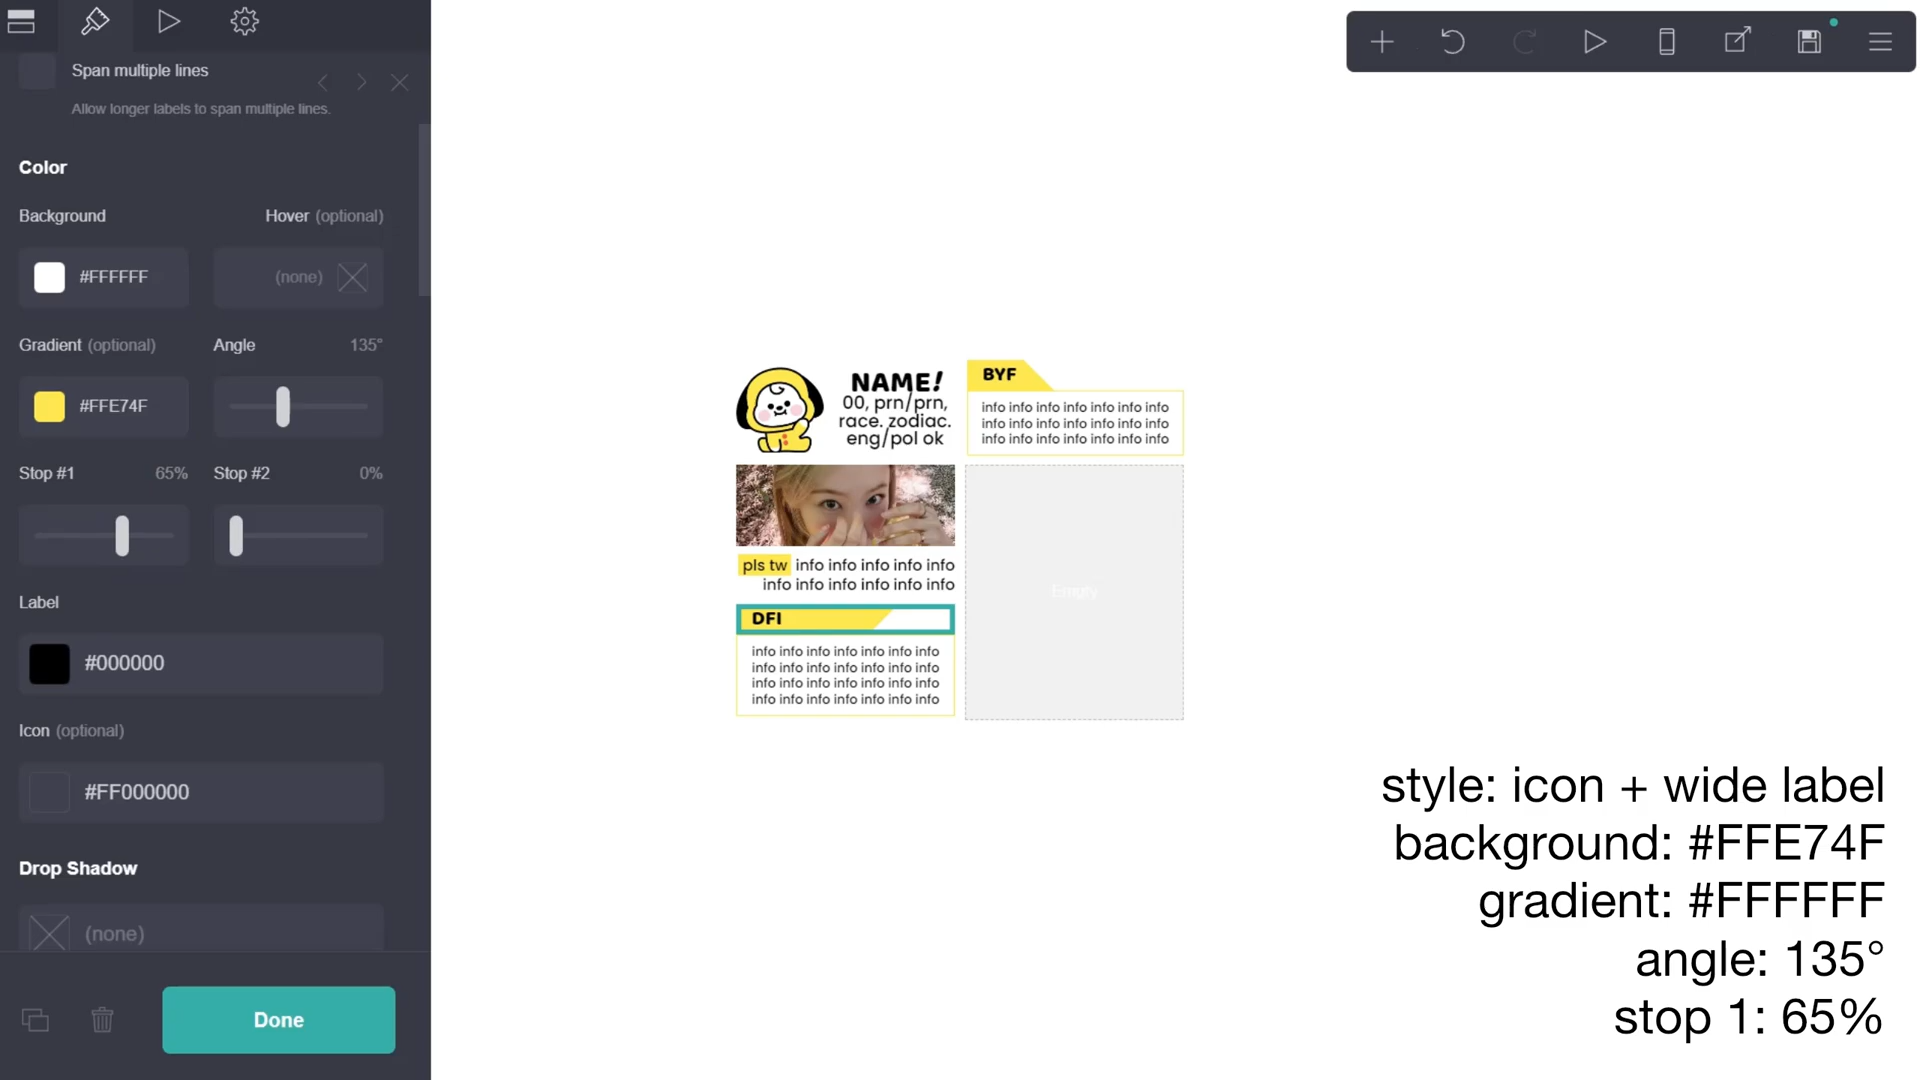 Span multiple lines
Allow longer labels to span multiple lines.
Color
Background
Hover (optional)
#FFFFFF
(none)
Gradient (optional)
Angle
135°
#FFE74F
Stop #1
65%
Stop #2
0%
Label
#000000
Icon (optional)
#FF000000
Drop Shadow
(none)
Done
NAME!
00, prn/prn,
race. zodiac.
eng/pol ok
BYF
info info info info info info info
info info info info info info info
info info info info info info info
pls tw info info info info info
info info info info info info
DFI
info info info info info info info
info info info info info info info
info info info info info info info
info info info info info info info
Empty
style: icon + wide label
background: #FFE74F
gradient: #FFFFFF
angle: 135°
stop 1: 65%